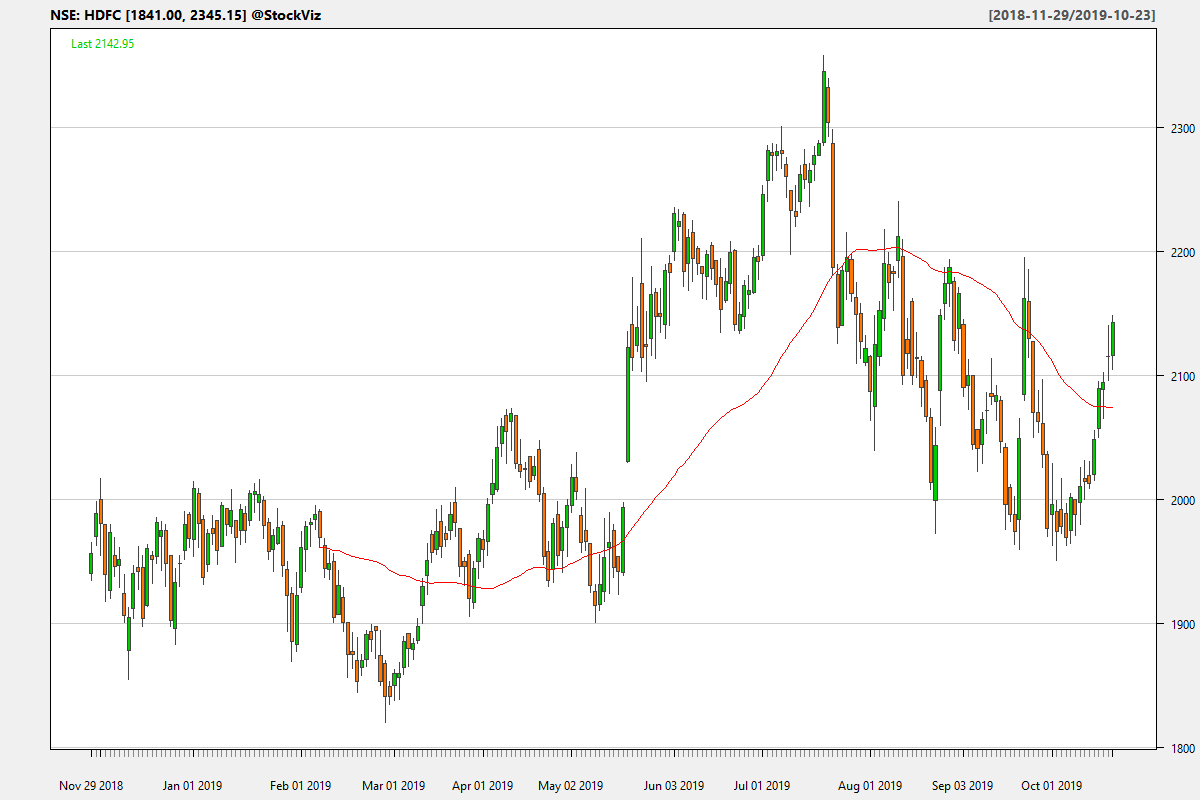 NSE: HDFC [1841.00, 2345.15] @StockViz
[2018-11-29/2019-10-23]
Last 2142.95
2300
2200
2100
2000
1900
1800
Nov 29 2018
Jan 01 2019
Feb 01 2019
Mar 01 2019
Apr 01 2019
May 02 2019
Jun 03 2019
Jul 01 2019
Aug 01 2019
Sep 03 2019
Oct 01 2019